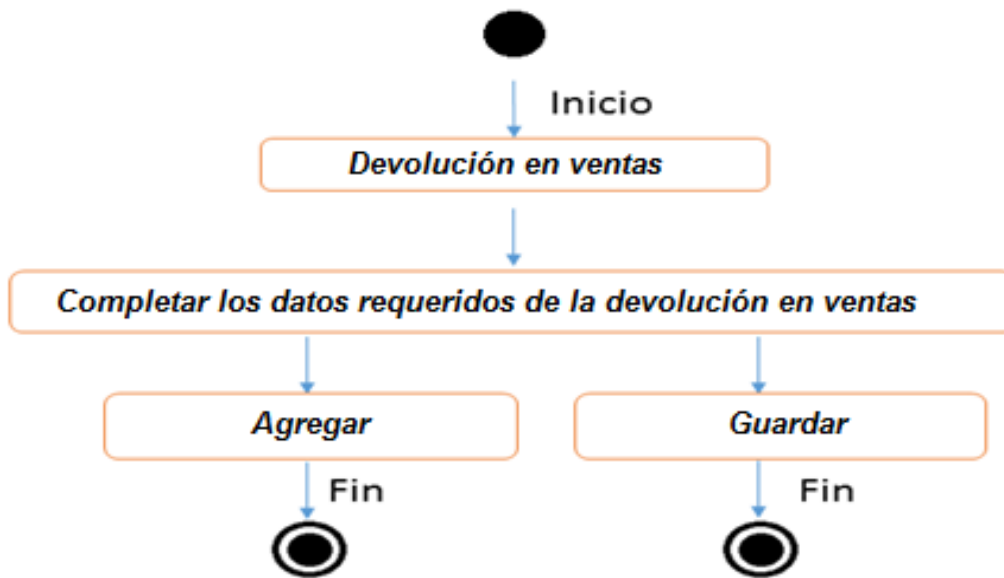 Inicio
Devolución en ventas
Completar los datos requeridos de la devolución en ventas
Agregar
Guardar
Fin
Fin